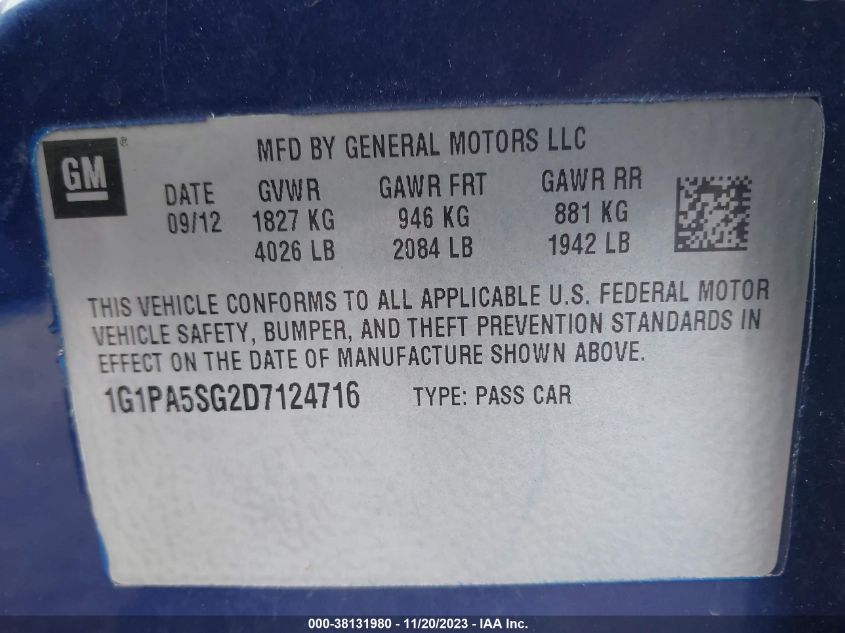 GM ®
MFD BY GENERAL MOTORS LLC
DATE GVWR GAWR FRT GAWR RR
09/12 1827 KG 946 KG 881 KG
4026 LB 2084 LB 1942 LB
THIS VEHICLE CONFORMS TO ALL APPLICABLE U.S. FEDERAL MOTOR
VEHICLE SAFETY, BUMPER, AND THEFT PREVENTION STANDARDS IN
EFFECT ON THE DATE OF MANUFACTURE SHOWN ABOVE.
1G1PA5SG2D7124716 TYPE: PASS CAR
000-38131980 - 11/20/2023 - IAA Inc.